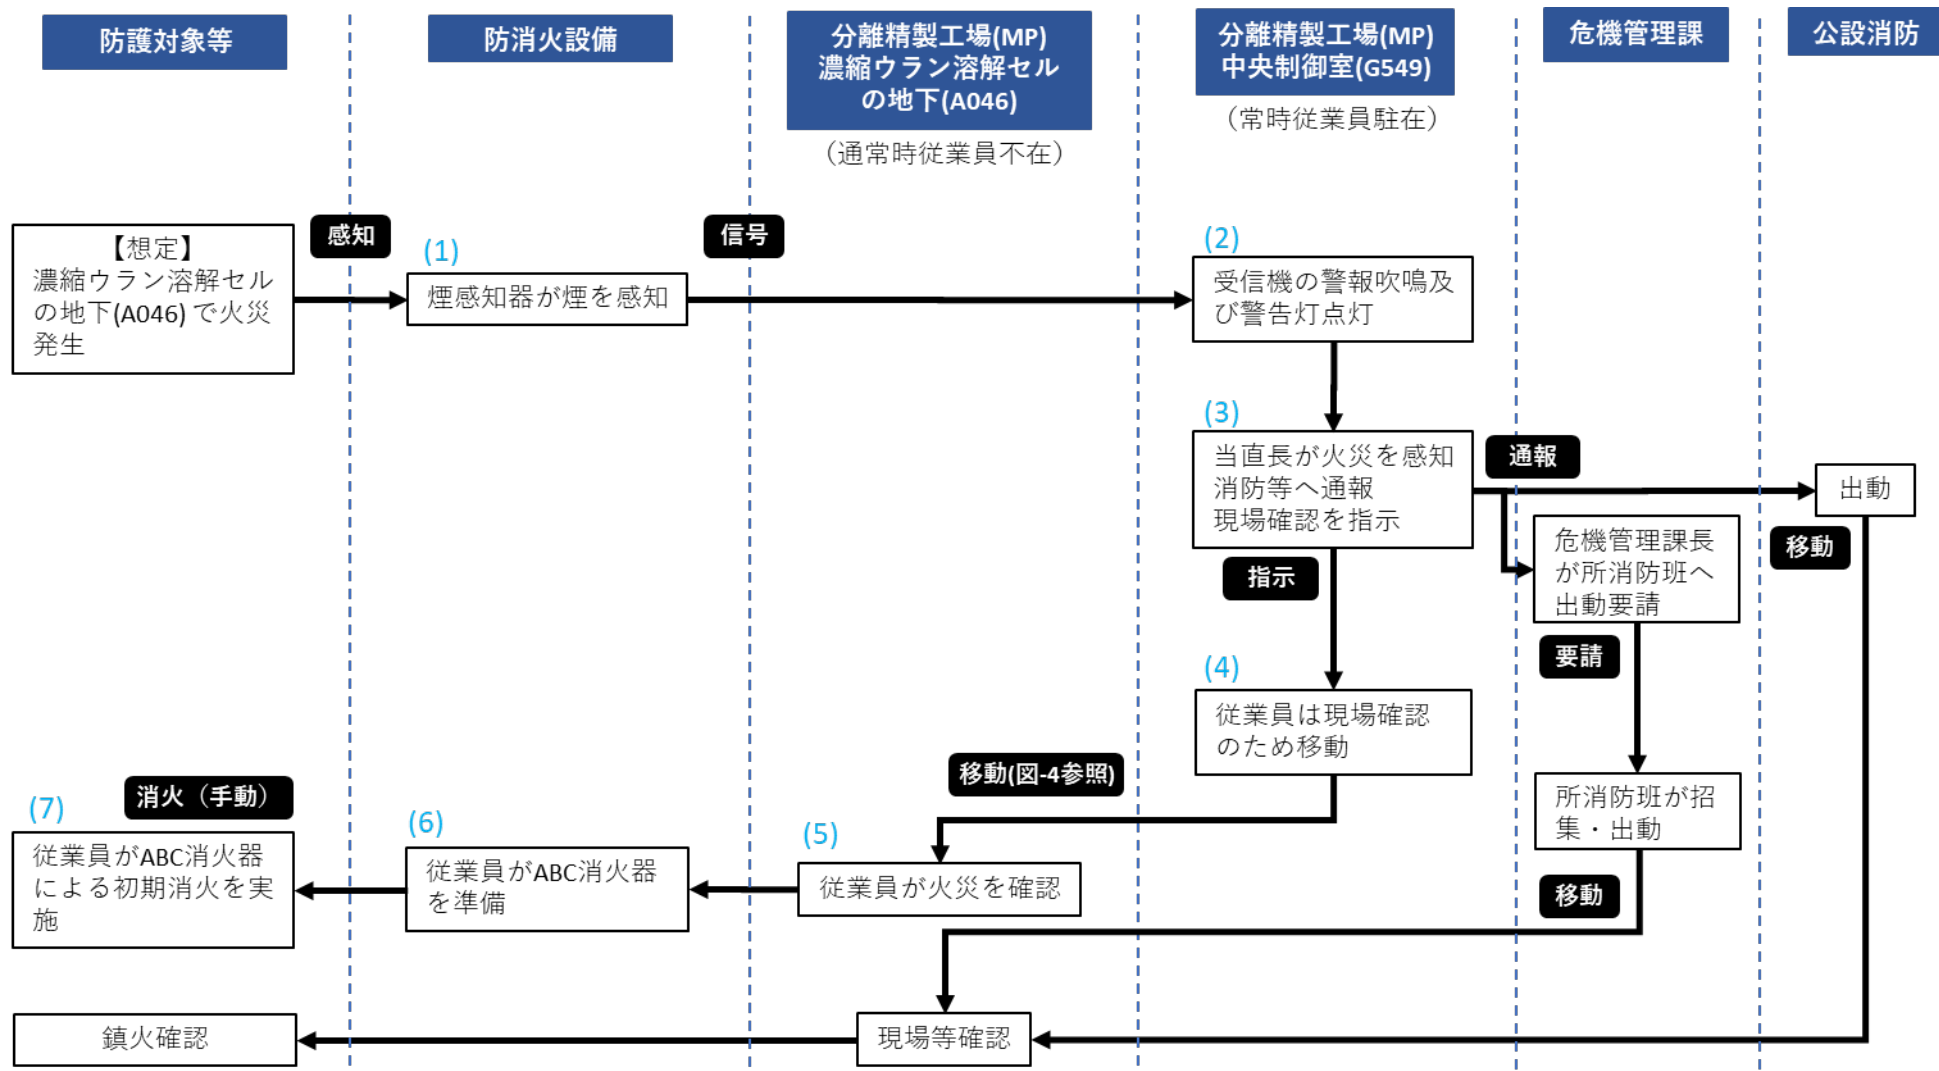 防護対象等
防消火設備
分離精製工場(MP)
濃縮ウラン溶解セル
の地下(A046)
（通常時従業員不在）
分離精製工場(MP)
中央制御室(G549)
（常時従業員駐在）
危機管理課
公設消防
【想定】
濃縮ウラン溶解セル
の地下(A046) で火災
発生
感知
(1)
煙感知器が煙を感知
信号
(2)
受信機の警報吹鳴及
び警告灯点灯
(3)
当直長が火災を感知
消防等へ通報
現場確認を指示
通報
出動
移動
危機管理課長
が所消防班へ
出動要請
指示
要請
(4)
従業員は現場確認
のため移動
移動(図-4参照)
所消防班が招
集・出動
移動
(5)
従業員が火災を確認
(6)
従業員がABC消火器
を準備
消火（手動）
(7)
従業員がABC消火器
による初期消火を実
施
現場等確認
鎮火確認